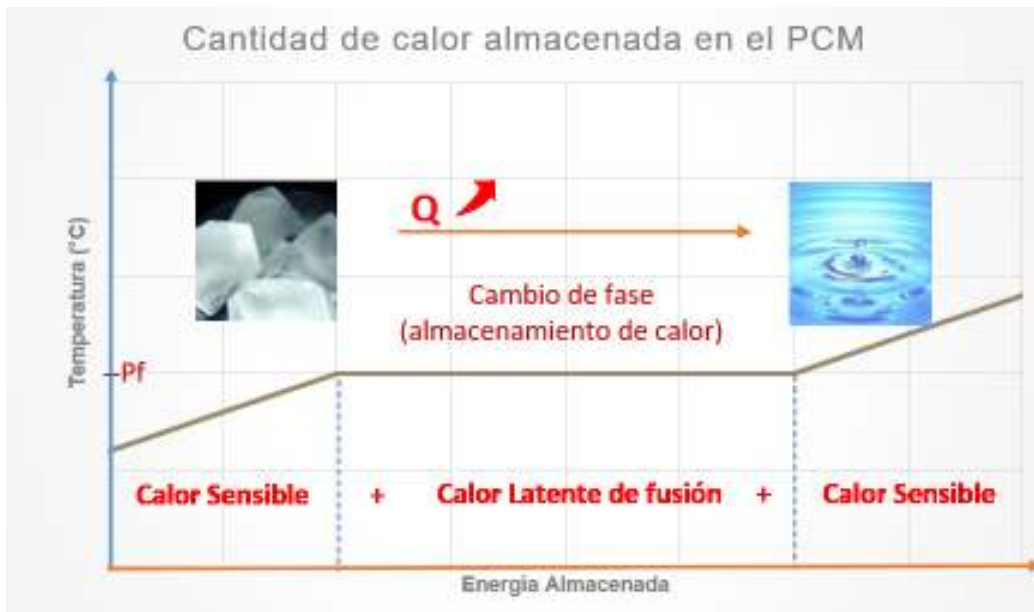 Cantidad de calor almacenada en el PCM
Temperatura (°C)
Q
Cambio de fase
(almacenamiento de calor)
Pf
Calor Sensible + Calor Latente de fusión + Calor Sensible
Energia Almacenada